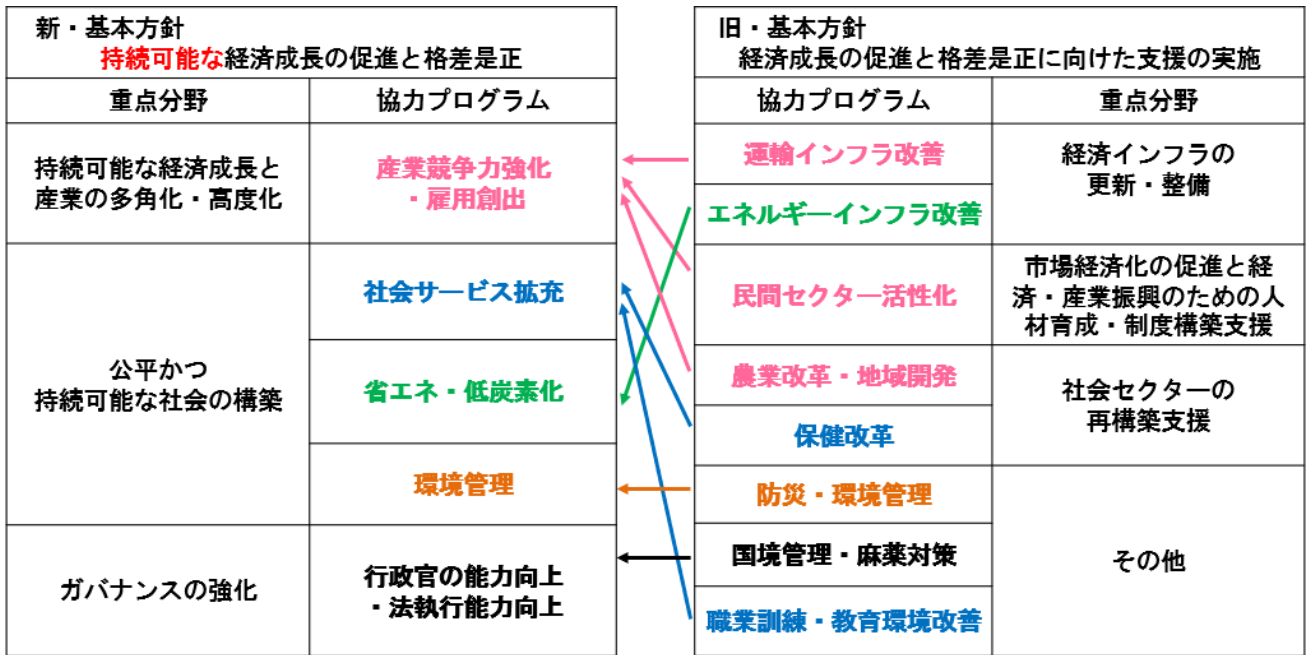 新・基本方針
持続可能な経済成長の促進と格差是正
重点分野
協力プログラム
持続可能な経済成長と
産業の多角化・高度化
産業競争力強化
・雇用創出
公平かつ
持続可能な社会の構築
社会サービス拡充
省エネ・低炭素化
環境管理
ガバナンスの強化
行政官の能力向上
・法執行能力向上
旧・基本方針
経済成長の促進と格差是正に向けた支援の実施
協力プログラム
重点分野
運輸インフラ改善
エネルギーインフラ改善
経済インフラの
更新・整備
民間セクター活性化
市場経済化の促進と経
済・産業振興のための人
材育成・制度構築支援
農業改革・地域開発
保健改革
社会セクターの
再構築支援
防災・環境管理
国境管理・麻薬対策
職業訓練・教育環境改善
その他